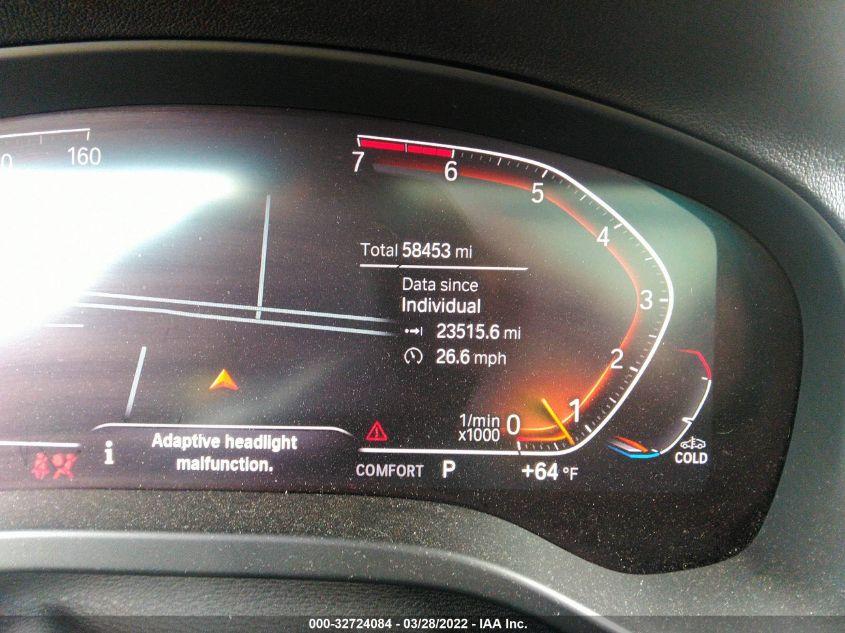 160
7
6
5
4
3
2
1
0
Total 58453 mi
Data since
Individual
23515.6 mi
26.6 mph
1/min
x1000
i
Adaptive headlight
malfunction.
COMFORT P
+64 °F
COLD
000-32724084 - 03/28/2022 - IAA Inc.